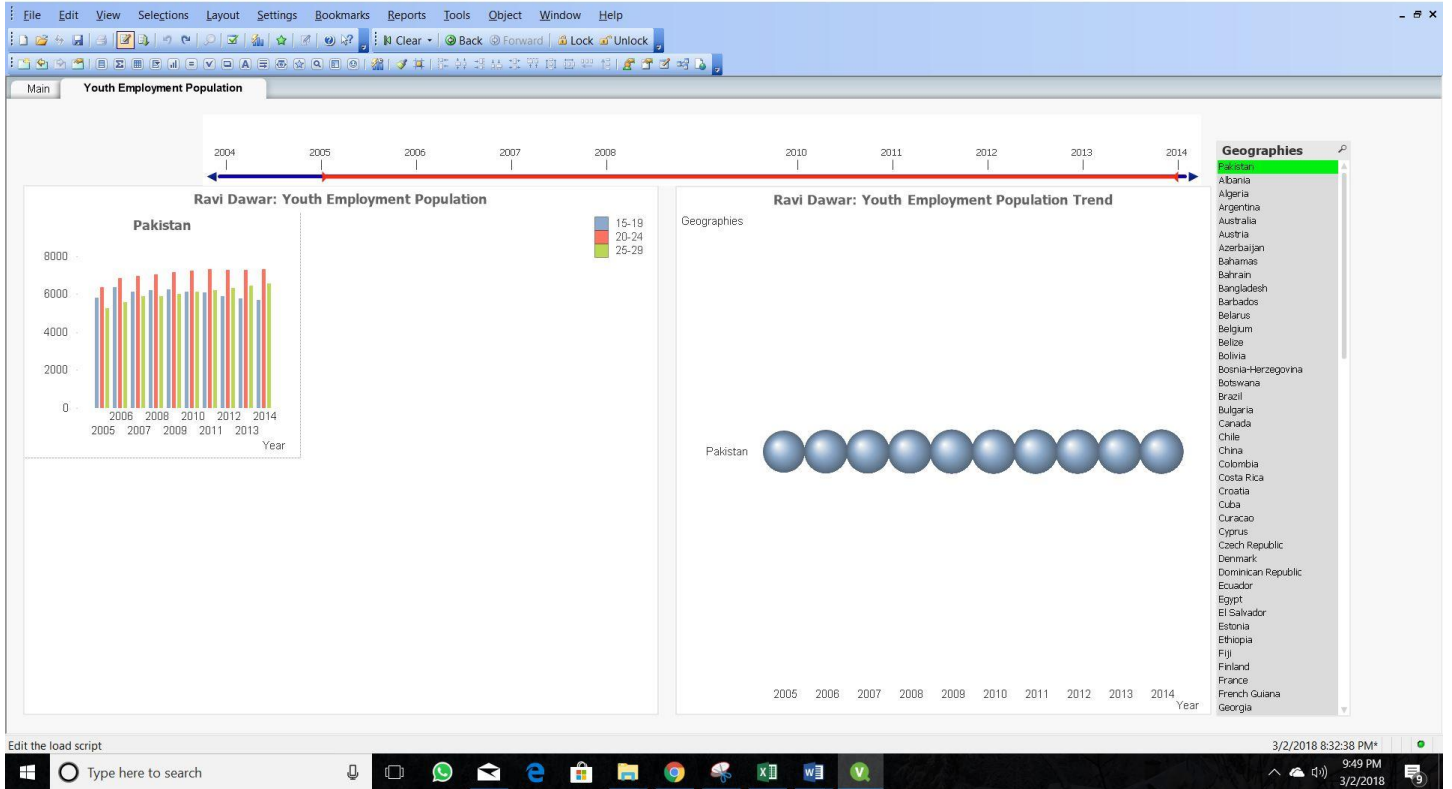 File Edit View Selections Layout Settings Bookmarks Reports Tools Object Window Help
Clear Back Forward Lock Unlock
Main Youth Employment Population
2004 2005 2006 2007 2008 2010 2011 2012 2013 2014
Ravi Dawar: Youth Employment Population
Pakistan
15-19
20-24
25-29
8000
6000
4000
2000
0
2006 2008 2010 2012 2014
2005 2007 2009 2011 2013
Year
Ravi Dawar: Youth Employment Population Trend
Geographies
Pakistan
2005 2006 2007 2008 2009 2010 2011 2012 2013 2014
Year
Geographies
Pakistan
Albania
Algeria
Argentina
Australia
Austria
Azerbaijan
Bahamas
Bahrain
Bangladesh
Barbados
Belarus
Belgium
Belize
Bolivia
Bosnia-Herzegovina
Botswana
Brazil
Bulgaria
Canada
Chile
China
Colombia
Costa Rica
Croatia
Cuba
Curacao
Cyprus
Czech Republic
Denmark
Dominican Republic
Ecuador
Egypt
El Salvador
Estonia
Ethiopia
Fiji
Finland
France
French Guiana
Georgia
Edit the load script
3/2/2018 8:32:38 PM*
Type here to search
9:49 PM
3/2/2018
9